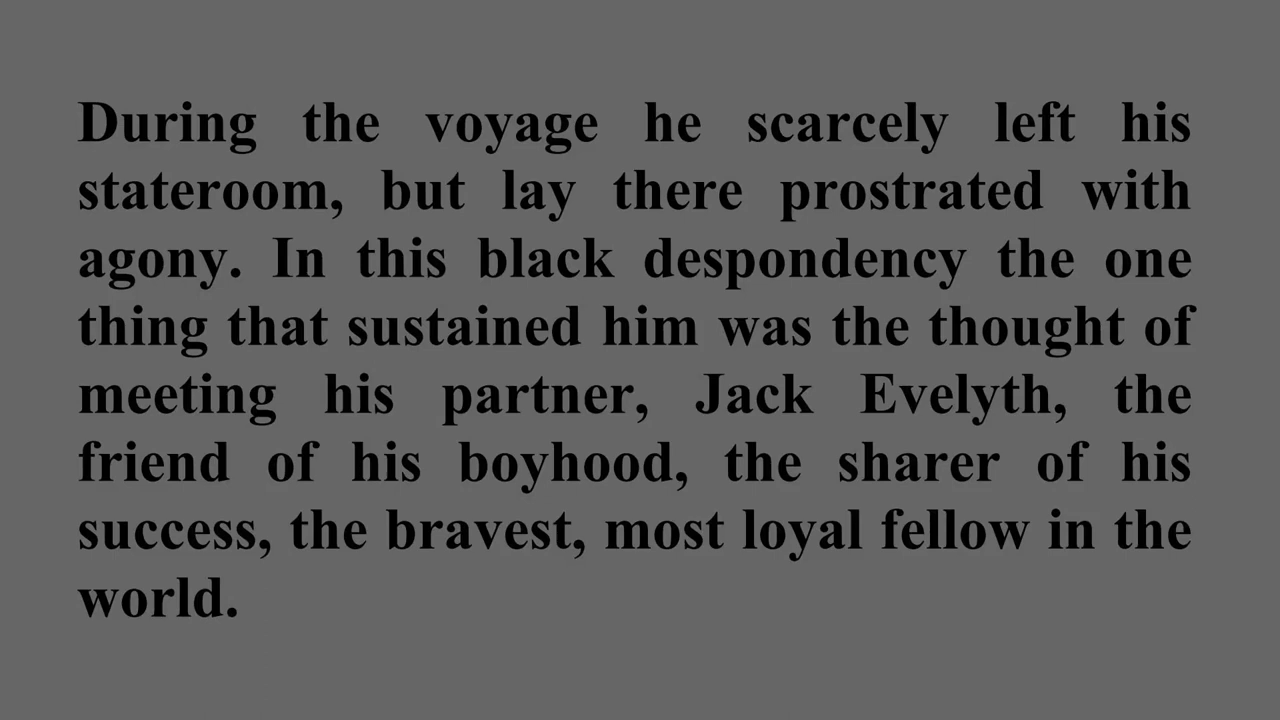 During the voyage he scarcely left his
stateroom, but lay there prostrated with
agony. In this black despondency the one
thing that sustained him was the thought of
meeting his partner, Jack Evelyth, the
friend of his boyhood, the sharer of his
success, the bravest, most loyal fellow in the
world.